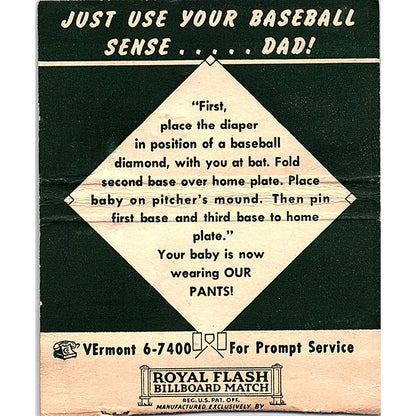 JUST USE YOUR BASEBALL
SENSE . . . . . DAD!
"First,
place the diaper
in position of a baseball
diamond, with you at bat. Fold
second base over home plate. Place
baby on pitcher's mound. Then pin
first base and third base to home
plate."
Your baby is now
wearing OUR
PANTS!
VErmont 6-7400 For Prompt Service
ROYAL FLASH
BILLBOARD MATCH
REG. U.S. PAT. OFF.
MANUFACTURED EXCLUSIVELY BY